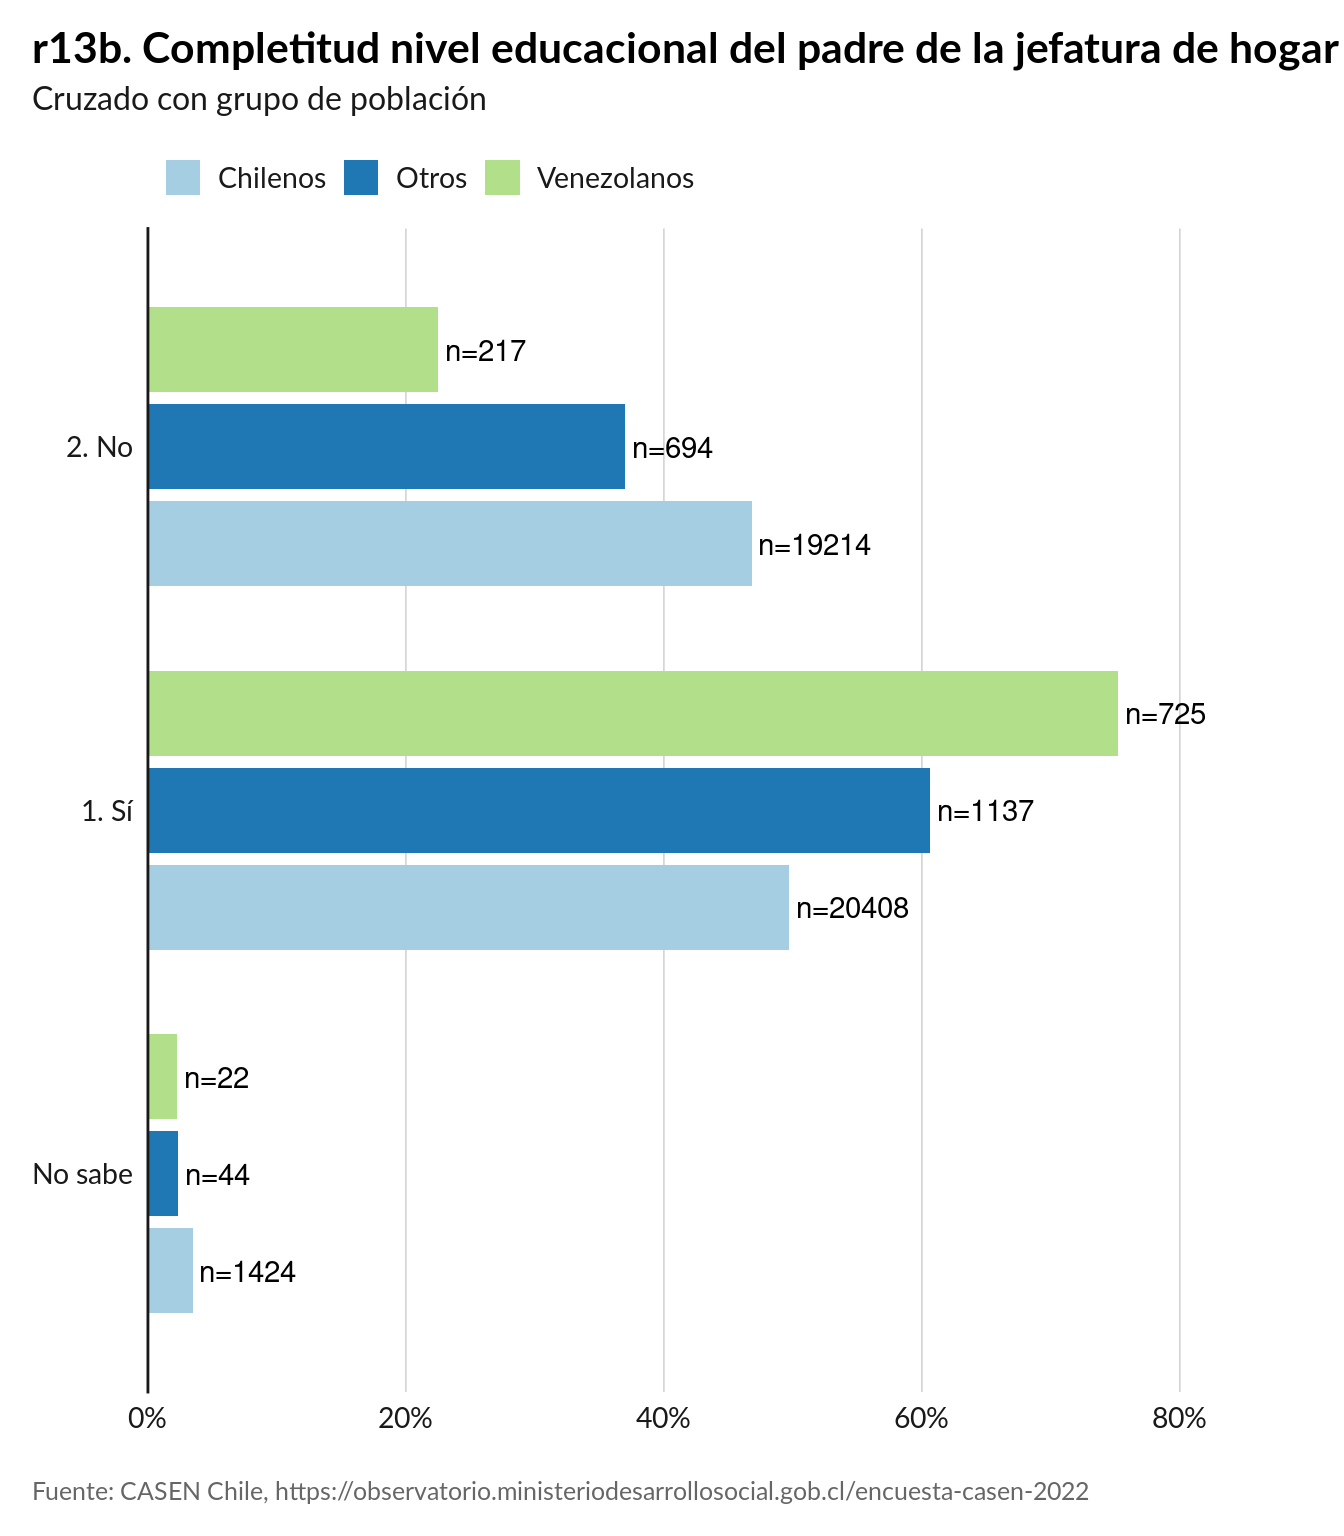 r13b. Completitud nivel educacional del padre de la jefatura de hogar
Cruzado con grupo de población
Chilenos Otros Venezolanos
n=217
2. No n=694
n=19214
n=725
1. Sí n=1137
n=20408
n=22
No sabe n=44
n=1424
0% 20% 40% 60% 80%
Fuente: CASEN Chile, https://observatorio.ministeriodesarrollosocial.gob.cl/encuesta-casen-2022